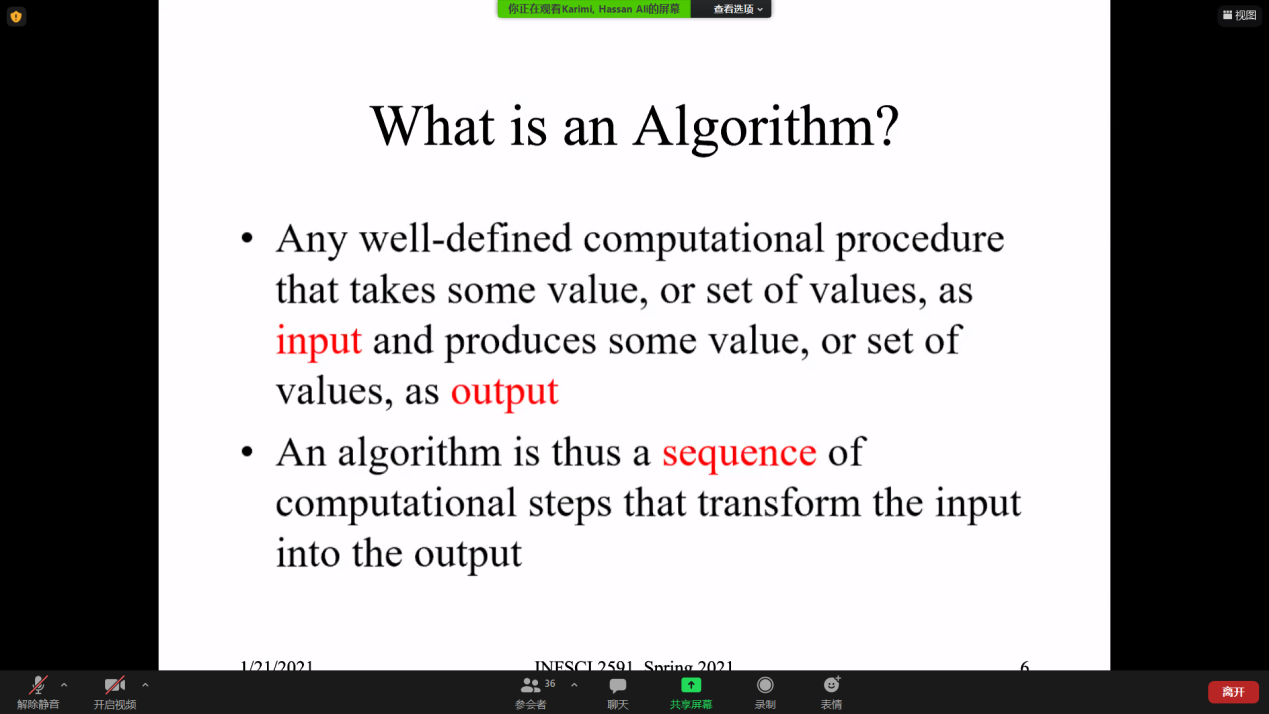 你正在观看Karimi, Hassan Ali的屏幕
查看选项
视图
What is an Algorithm?
• Any well-defined computational procedure
that takes some value, or set of values, as
input and produces some value, or set of
values, as output
• An algorithm is thus a sequence of
computational steps that transform the input
into the output
1/21/2021 INFSCI 2591, Spring 2021 6
解除静音 开启视频 36 参会者 聊天 共享屏幕 录制 表情 离开